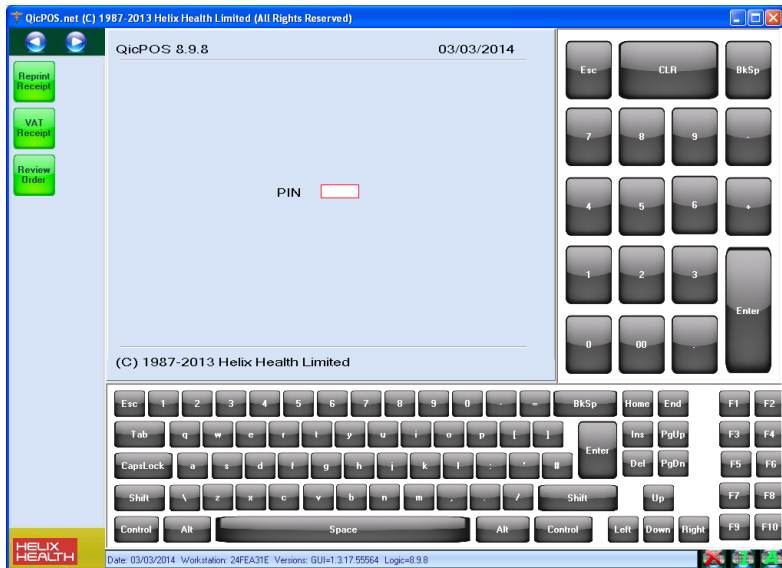 QicPOS.net (C) 1987-2013 Helix Health Limited (All Rights Reserved)
QicPOS 8.9.8 03/03/2014
Reprint
Receipt
VAT
Receipt
Review
Order
PIN
(C) 1987-2013 Helix Health Limited
Esc CLR BkSp
7 8 9 -
4 5 6 +
1 2 3
Enter
0 00 .
Esc 1 2 3 4 5 6 7 8 9 0 - = BkSp Home End F1 F2
Tab q w e r t y u i o p [ ] Enter Ins PgUp F3 F4
CapsLock a s d f g h j k l : ' # Del PgDn F5 F6
Shift \ z x c v b n m , . / Shift Up F7 F8
Control Alt Space Alt Control Left Down Right F9 F10
HELIX
HEALTH
Date: 03/03/2014 Workstation: 24FEA31E Versions: GUI=1.3.17.55564 Logic=8.9.8